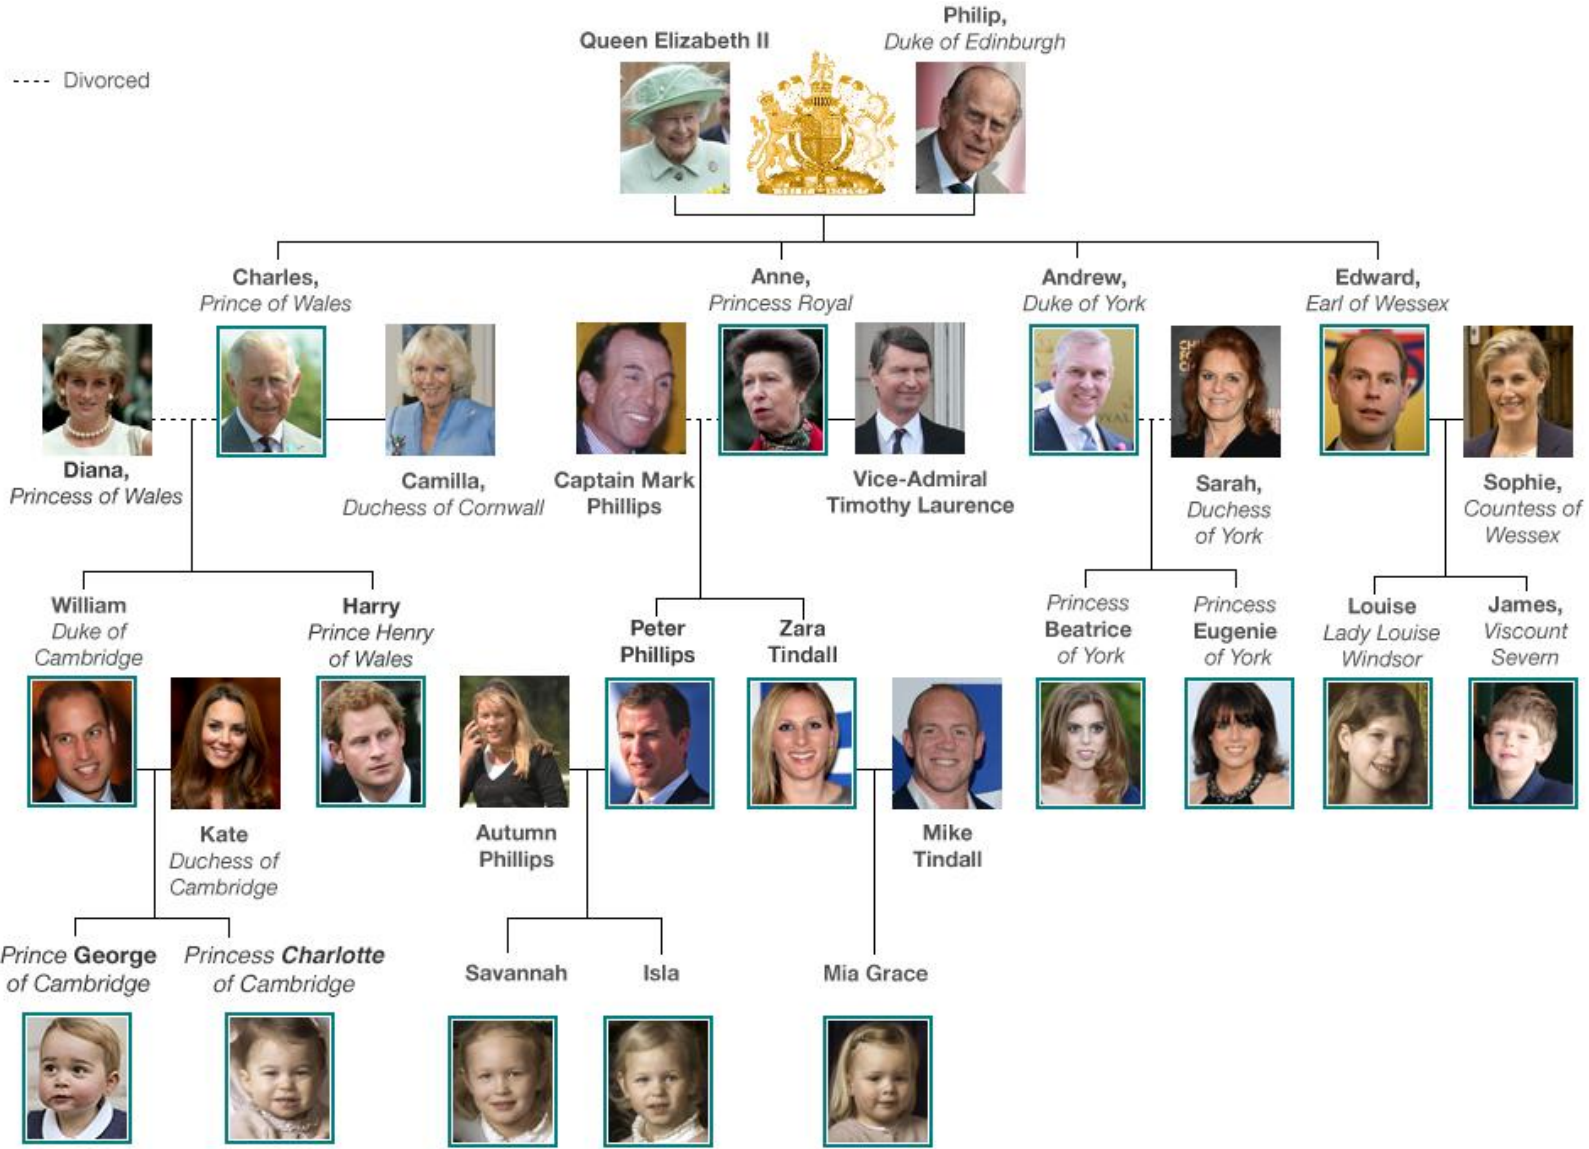 Philip,
Queen Elizabeth II
Duke of Edinburgh
---- Divorced
Charles,
Prince of Wales
Anne,
Princess Royal
Andrew,
Duke of York
Edward,
Earl of Wessex
Diana,
Princess of Wales
Camilla,
Duchess of Cornwall
Captain Mark
Phillips
Vice-Admiral
Timothy Laurence
Sarah,
Duchess
of York
Sophie,
Countess of
Wessex
William
Duke of
Cambridge
Harry
Prince Henry
of Wales
Peter
Phillips
Zara
Tindall
Princess
Beatrice
of York
Princess
Eugenie
of York
Louise
Lady Louise
Windsor
James,
Viscount
Severn
Kate
Duchess of
Cambridge
Autumn
Phillips
Mike
Tindall
Prince George
of Cambridge
Princess Charlotte
of Cambridge
Savannah
Isla
Mia Grace